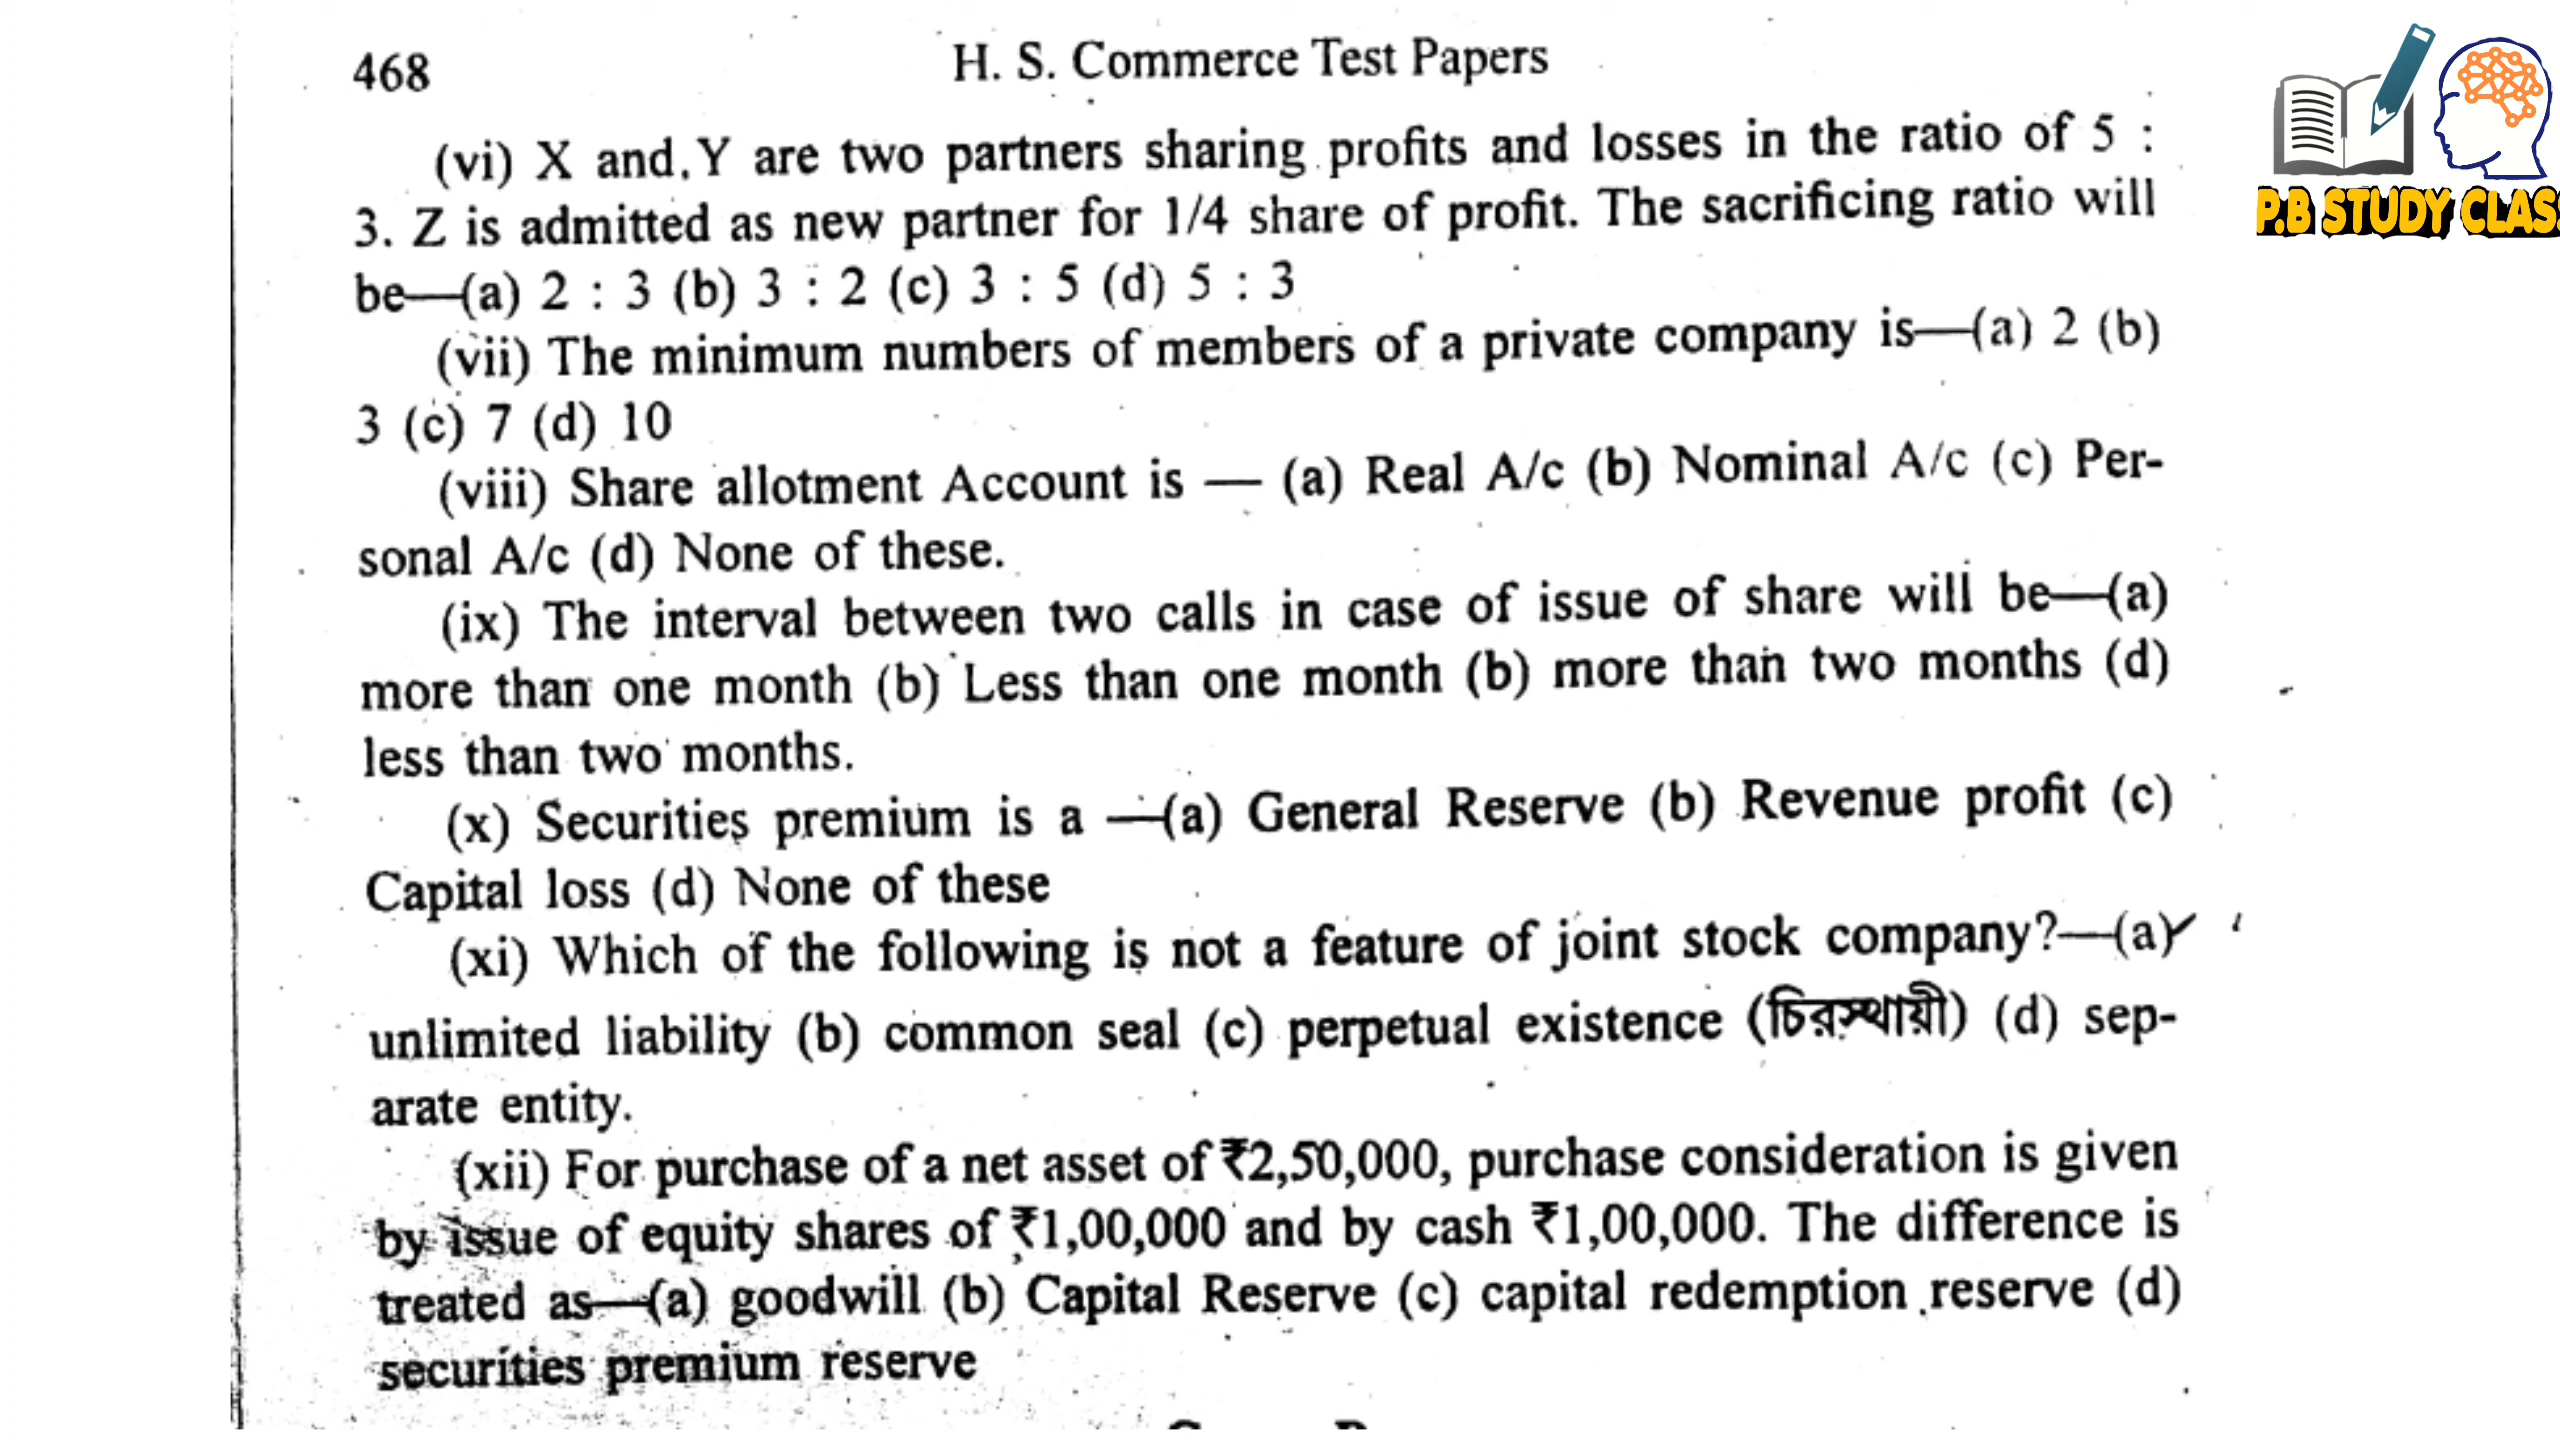 468
H. S. Commerce Test Papers
P.B STUDY CLAS
(vi) X and Y are two partners sharing profits and losses in the ratio of 5 :
3. Z is admitted as new partner for 1/4 share of profit. The sacrificing ratio will
be—(a) 2 : 3 (b) 3 : 2 (c) 3 : 5 (d) 5 : 3
(vii) The minimum numbers of members of a private company is—(a) 2 (b)
3 (c) 7 (d) 10
(viii) Share allotment Account is — (a) Real A/c (b) Nominal A/c (c) Per-
sonal A/c (d) None of these.
(ix) The interval between two calls in case of issue of share will be—(a)
more than one month (b) Less than one month (b) more than two months (d)
less than two months.
(x) Securities premium is a —(a) General Reserve (b) Revenue profit (c)
Capital loss (d) None of these
(xi) Which of the following is not a feature of joint stock company?—(a)
unlimited liability (b) common seal (c) perpetual existence (চিরস্থায়ী) (d) sep-
arate entity.
(xii) For purchase of a net asset of ₹2,50,000, purchase consideration is given
by issue of equity shares of ₹1,00,000 and by cash ₹1,00,000. The difference is
treated as—(a) goodwill (b) Capital Reserve (c) capital redemption reserve (d)
securities premium reserve